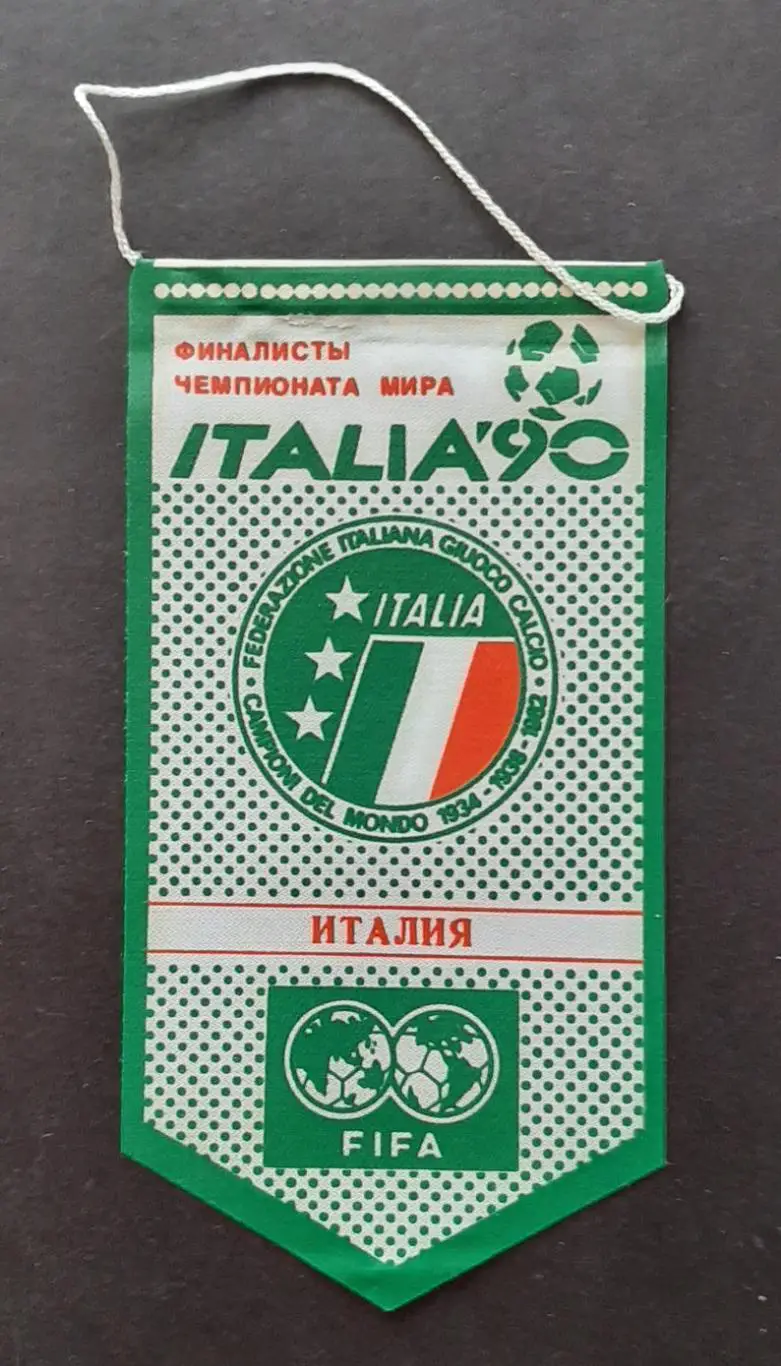 ФИНАЛИСТЫ
ЧЕМПИОНАТА МИРА
ITALIA'90
FEDERAZIONE ITALIANA GIUOCO CALCIO
ITALIA
CAMPIONI DEL MONDO 1934 - 1938 - 1982
ИТАЛИЯ
FIFA